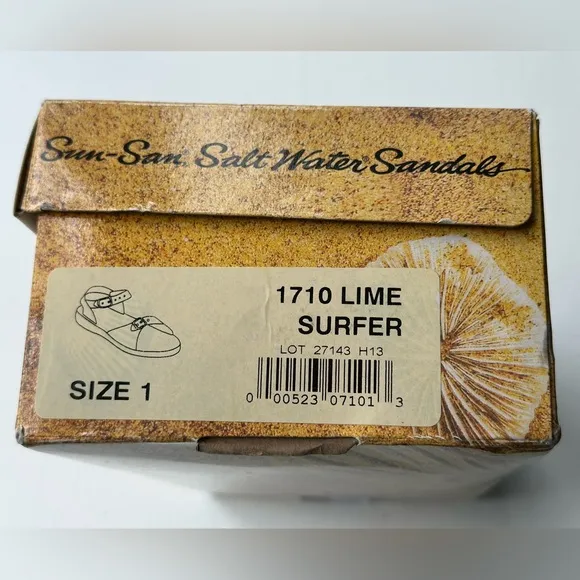 Sun-San® Salt Water® Sandals
1710 LIME
SURFER
LOT 27143 H13
0 00523 07101 3
SIZE 1